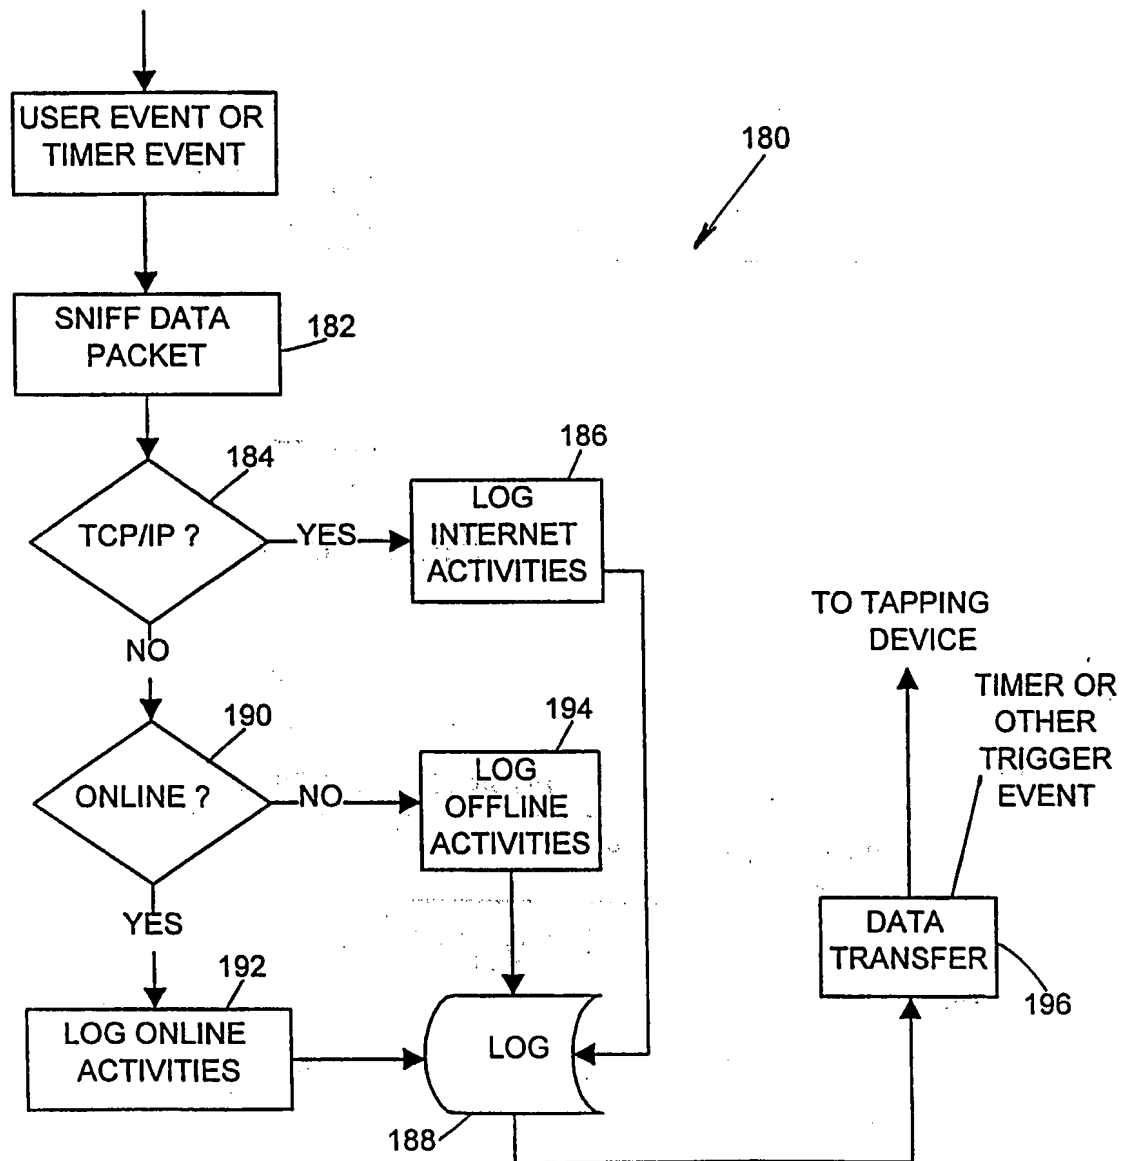 USER EVENT OR
TIMER EVENT
180
SNIFF DATA
PACKET
182
184
TCP/IP ?
YES
186
LOG
INTERNET
ACTIVITIES
NO
190
ONLINE ?
NO
194
LOG
OFFLINE
ACTIVITIES
YES
192
LOG ONLINE
ACTIVITIES
LOG
188
TO TAPPING
DEVICE
TIMER OR
OTHER
TRIGGER
EVENT
DATA
TRANSFER
196